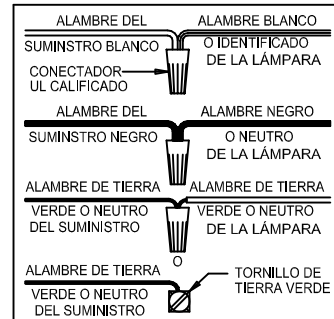 ALAMBRE DEL
SUMINSTRO BLANCO
ALAMBRE BLANCO
O IDENTIFICADO
DE LA LÁMPARA
CONECTADOR
UL CALIFICADO
ALAMBRE DEL
SUMINSTRO NEGRO
ALAMBRE NEGRO
O NEUTRO
DE LA LÁMPARA
ALAMBRE DE TIERRA
VERDE O NEUTRO
DEL SUMINISTRO
ALAMBRE DE TIERRA
VERDE O NEUTRO
DE LA LÁMPARA
O
ALAMBRE DE TIERRA
VERDE O NEUTRO
DEL SUMINISTRO
TORNILLO DE
TIERRA VERDE